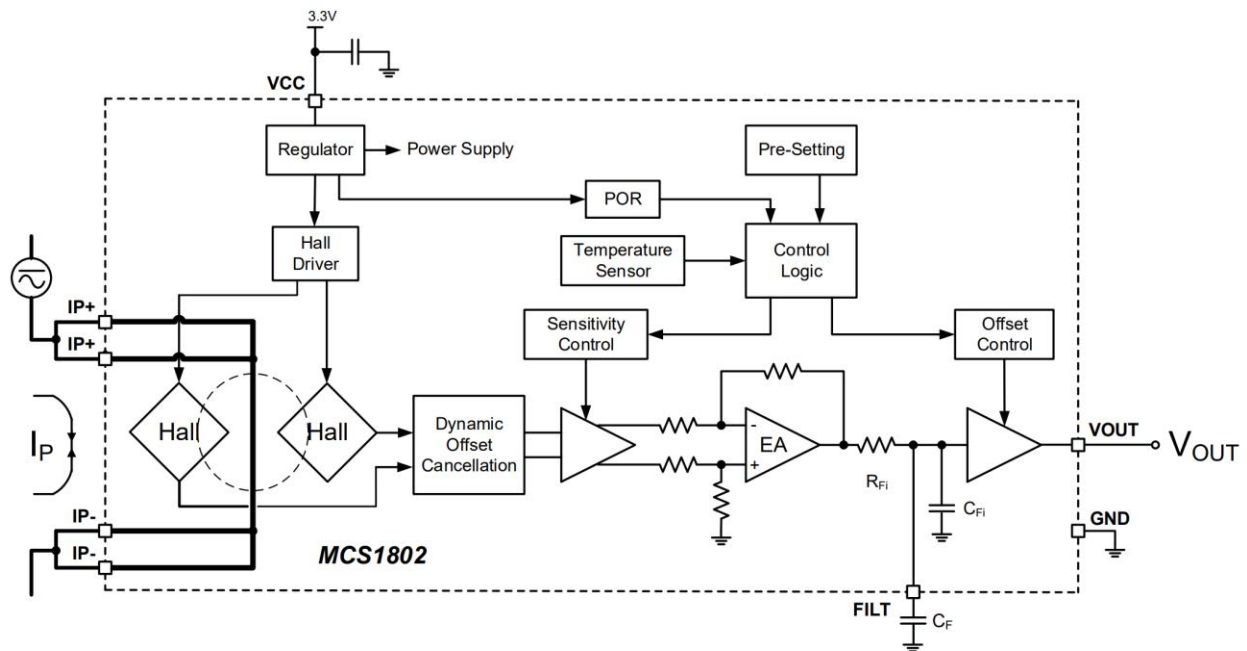 3.3V
VCC
Regulator
Power Supply
Pre-Setting
POR
Hall
Driver
Temperature
Sensor
Control
Logic
IP+
IP+
Sensitivity
Control
Offset
Control
Hall
Hall
Dynamic
Offset
Cancellation
-
EA
+
RFi
CFi
VOUT
VOUT
IP
GND
IP-
IP-
MCS1802
FILT
CF